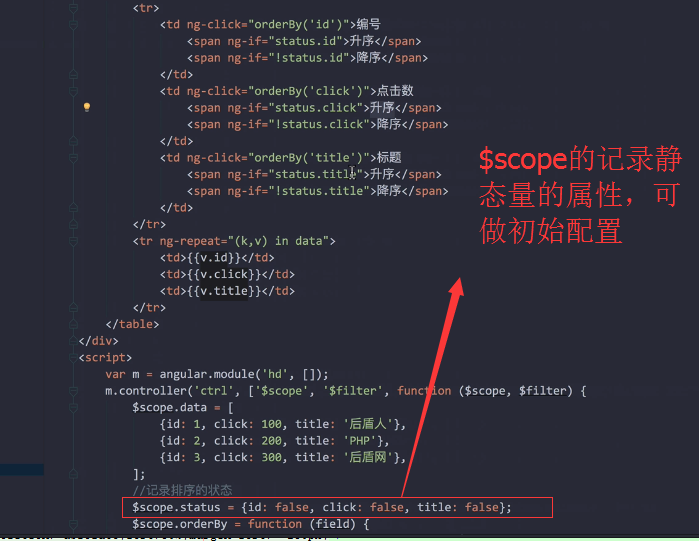 <tr>
<td ng-click="orderBy('id')">编号
<span ng-if="status.id">升序</span>
<span ng-if="!status.id">降序</span>
</td>
<td ng-click="orderBy('click')">点击数
<span ng-if="status.click">升序</span>
<span ng-if="!status.click">降序</span>
</td>
<td ng-click="orderBy('title')">标题
<span ng-if="status.title">升序</span>
<span ng-if="!status.title">降序</span>
</td>
</tr>
<tr ng-repeat="(k,v) in data">
<td>{{v.id}}</td>
<td>{{v.click}}</td>
<td>{{v.title}}</td>
</tr>
</table>
</div>
<script>
var m = angular.module('hd', []);
m.controller('ctrl', ['$scope', '$filter', function ($scope, $filter) {
$scope.data = [
{id: 1, click: 100, title: '后盾人'},
{id: 2, click: 200, title: 'PHP'},
{id: 3, click: 300, title: '后盾网'},
];
//记录排序的状态
$scope.status = {id: false, click: false, title: false};
$scope.orderBy = function (field) {
$scope的记录静
态量的属性，可
做初始配置